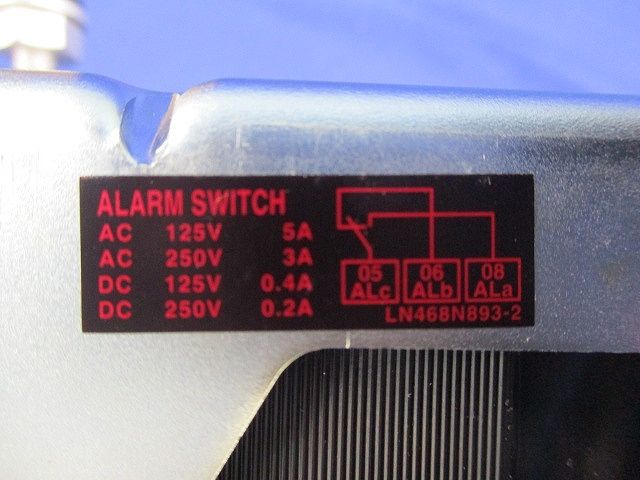 ALARM SWITCH
AC 125V 5A
AC 250V 3A
DC 125V 0.4A
DC 250V 0.2A
05 06 08
ALc ALb ALa
LN468N893-2